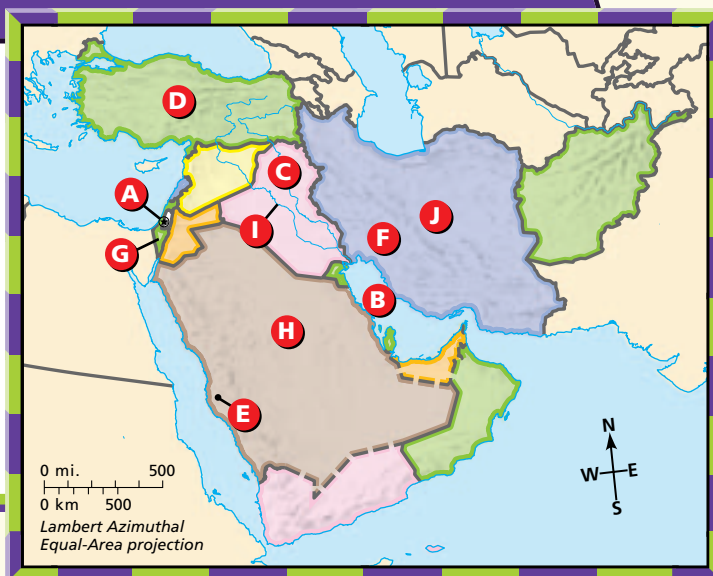 D
C
A
J
I
F
G
B
H
E
N
W E
S
0 mi. 500
0 km 500
Lambert Azimuthal
Equal-Area projection